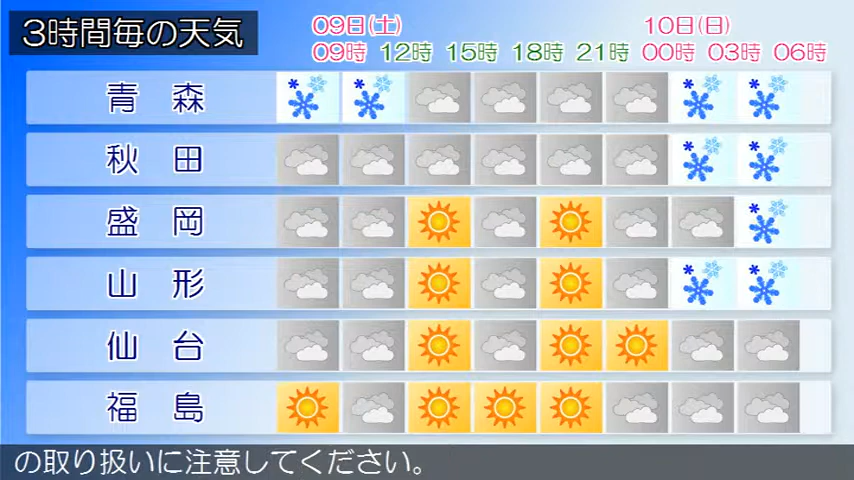 3時間毎の天気
09日(土) 10日(日)
09時 12時 15時 18時 21時 00時 03時 06時
青森
秋田
盛岡
山形
仙台
福島
の取り扱いに注意してください。